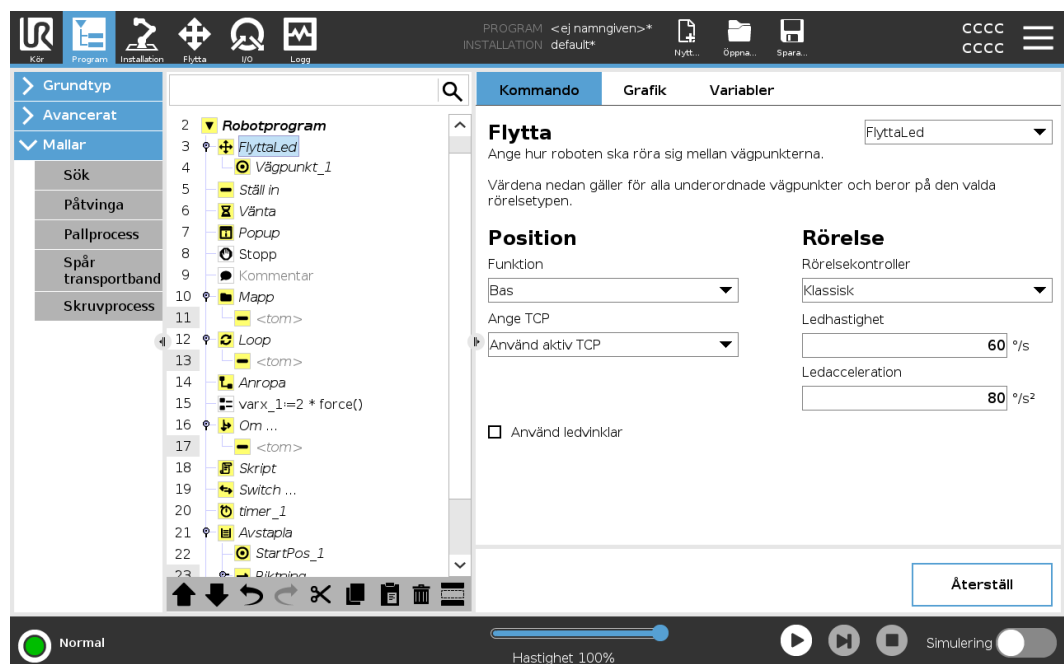 UR
Kör
Program
Installation
Flytta
I/O
Logg
PROGRAM <ej namngiven>*
INSTALLATION default*
Nytt...
Öppna...
Spara...
CCCC
CCCC
Grundtyp
Avancerat
Mallar
Sök
Påtvinga
Pallprocess
Spår
transportband
Skruvprocess
2 Robotprogram
3 FlyttaLed
4 Vägpunkt_1
5 Ställ in
6 Vänta
7 Popup
8 Stopp
9 Kommentar
10 Mapp
11 <tom>
12 Loop
13 <tom>
14 Anropa
15 varx_1≔2 * force()
16 Om ...
17 <tom>
18 Skript
19 Switch ...
20 timer_1
21 Avstapla
22 StartPos_1
23 Riktning
Kommando
Grafik
Variabler
Flytta
FlyttaLed
Ange hur roboten ska röra sig mellan vägpunkterna.
Värdena nedan gäller för alla underordnade vägpunkter och beror på den valda
rörelsetypen.
Position
Funktion
Bas
Ange TCP
Använd aktiv TCP
Använd ledvinklar
Rörelse
Rörelsekontroller
Klassisk
Ledhastighet
60 °/s
Ledacceleration
80 °/s²
Återställ
Normal
Hastighet 100%
Simulering